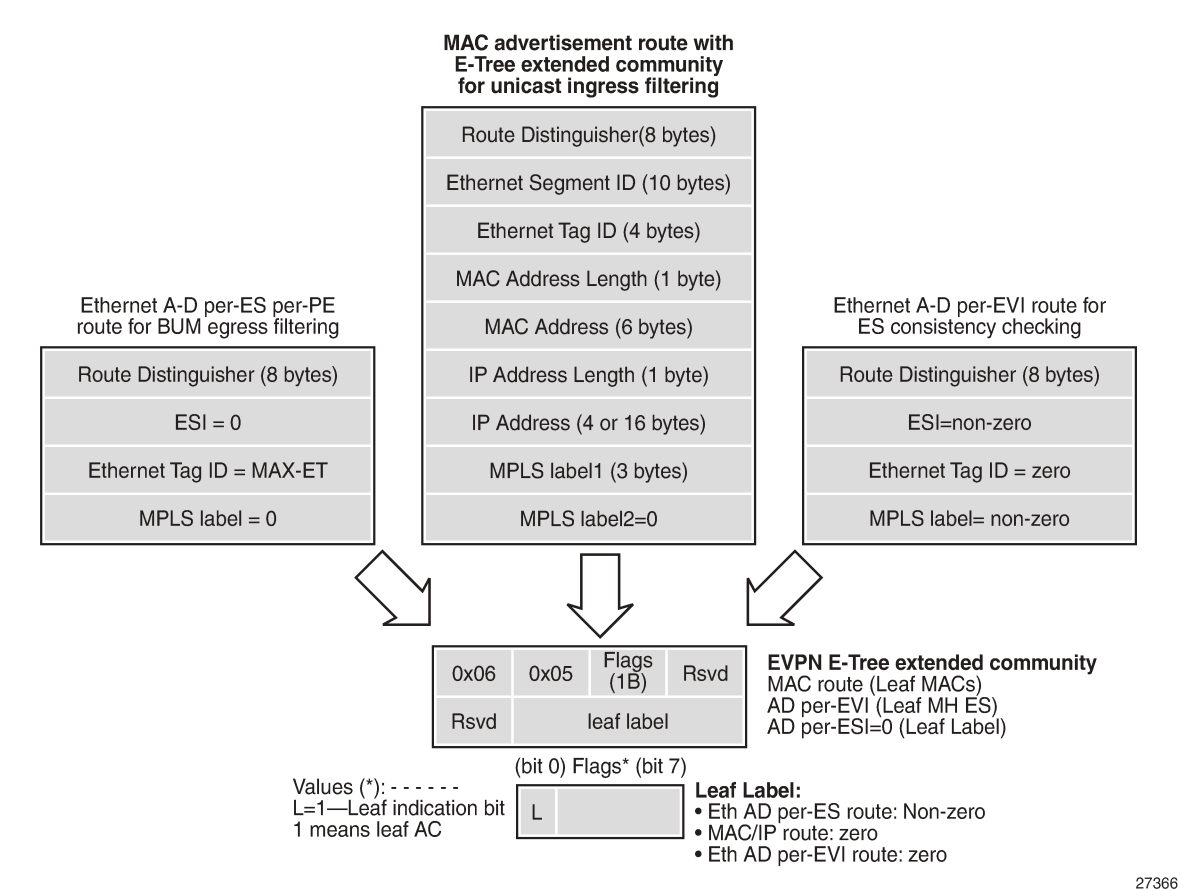 MAC advertisement route with
E-Tree extended community
for unicast ingress filtering
Route Distinguisher(8 bytes)
Ethernet Segment ID (10 bytes)
Ethernet Tag ID (4 bytes)
MAC Address Length (1 byte)
MAC Address (6 bytes)
IP Address Length (1 byte)
IP Address (4 or 16 bytes)
MPLS label1 (3 bytes)
MPLS label2=0
Ethernet A-D per-ES per-PE
route for BUM egress filtering
Route Distinguisher (8 bytes)
ESI = 0
Ethernet Tag ID = MAX-ET
MPLS label = 0
Ethernet A-D per-EVI route for
ES consistency checking
Route Distinguisher (8 bytes)
ESI=non-zero
Ethernet Tag ID = zero
MPLS label= non-zero
0x06
0x05
Flags
(1B)
Rsvd
Rsvd
leaf label
EVPN E-Tree extended community
MAC route (Leaf MACs)
AD per-EVI (Leaf MH ES)
AD per-ESI=0 (Leaf Label)
(bit 0) Flags* (bit 7)
Values (*): - - - - - -
L=1—Leaf indication bit
1 means leaf AC
L
Leaf Label:
• Eth AD per-ES route: Non-zero
• MAC/IP route: zero
• Eth AD per-EVI route: zero
27366